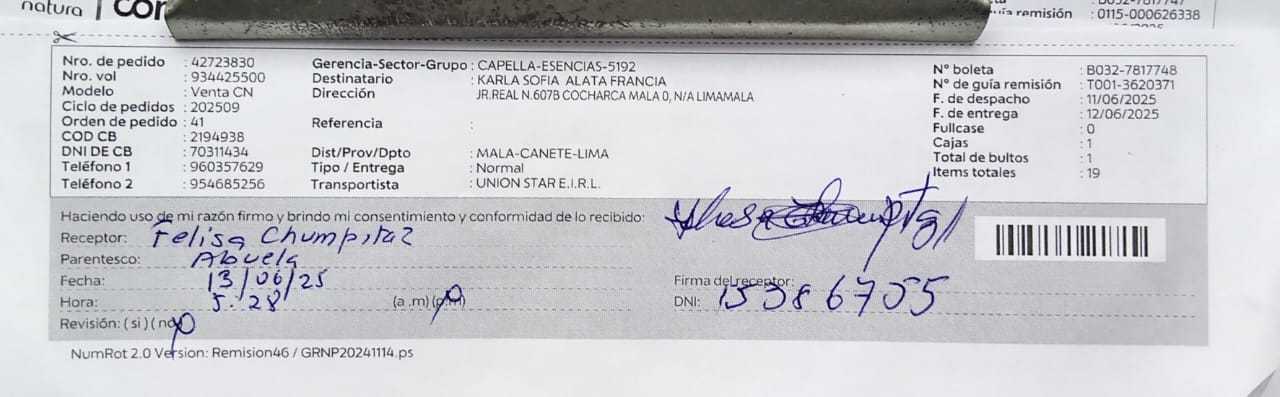 natura | con
guía remisión : 0115-000626338
Nro. de pedido : 42723830
Nro. vol : 934425500
Modelo : Venta CN
Ciclo de pedidos : 202509
Orden de pedido : 41
COD CB : 2194938
DNI DE CB : 70311434
Teléfono 1 : 960357629
Teléfono 2 : 954685256
Gerencia-Sector-Grupo : CAPELLA-ESENCIAS-5192
Destinatario : KARLA SOFIA ALATA FRANCIA
Dirección : JR.REAL N.607B COCHARCA MALA 0, N/A LIMAMALA
Referencia :
Dist/Prov/Dpto : MALA-CANETE-LIMA
Tipo / Entrega : Normal
Transportista : UNION STAR E.I.R.L.
N° boleta : B032-7817748
N° de guía remisión : T001-3620371
F. de despacho : 11/06/2025
F. de entrega : 12/06/2025
Fullcase : 0
Cajas : 1
Total de bultos : 1
Items totales : 19
Haciendo uso de mi razón firmo y brindo mi consentimiento y conformidad de lo recibido:
Receptor: Felisa Chumpitaz
Parentesco: Abuela
Fecha: 13/06/25
Hora: 5:28 (a .m) (p.m)
Revisión: ( si ) ( no )
Firma del receptor:
DNI: 15386755
NumRot 2.0 Version: Remision46 / GRNP20241114.ps